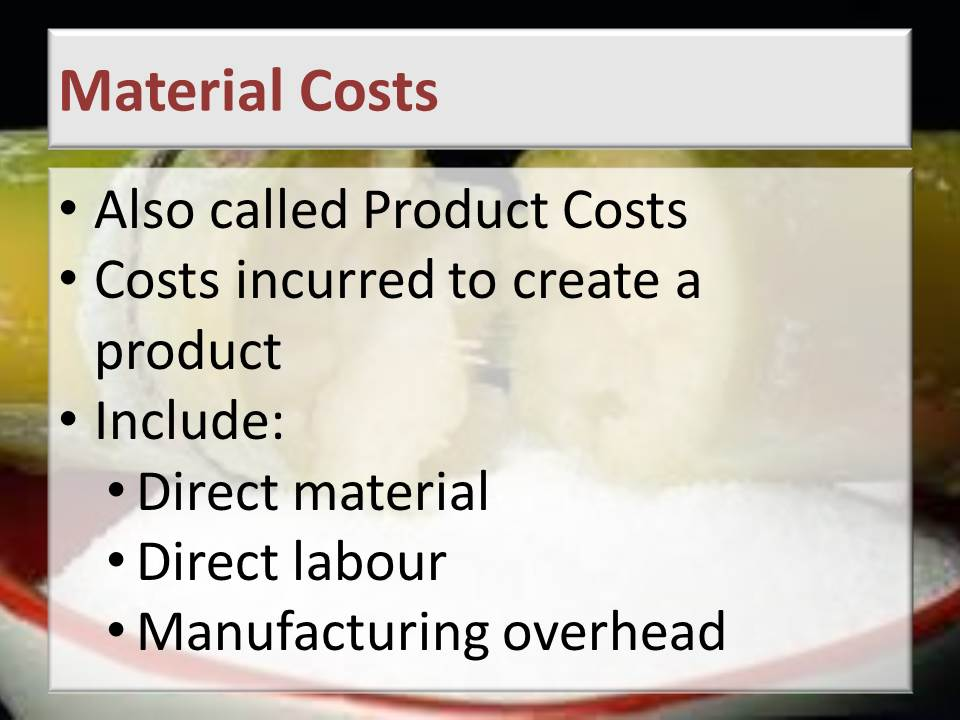 Material Costs
• Also called Product Costs
• Costs incurred to create a
product
• Include:
• Direct material
• Direct labour
• Manufacturing overhead